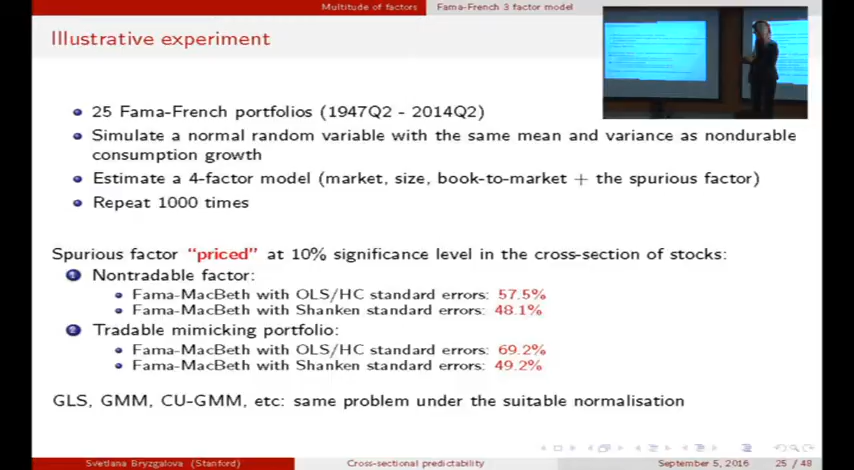 Multitude of factors Fama-French 3 factor model
Illustrative experiment
25 Fama-French portfolios (1947Q2 - 2014Q2)
Simulate a normal random variable with the same mean and variance as nondurable
consumption growth
Estimate a 4-factor model (market, size, book-to-market + the spurious factor)
Repeat 1000 times
Spurious factor "priced" at 10% significance level in the cross-section of stocks:
1 Nontradable factor:
Fama-MacBeth with OLS/HC standard errors: 57.5%
Fama-MacBeth with Shanken standard errors: 48.1%
2 Tradable mimicking portfolio:
Fama-MacBeth with OLS/HC standard errors: 69.2%
Fama-MacBeth with Shanken standard errors: 49.2%
GLS, GMM, CU-GMM, etc: same problem under the suitable normalisation
Svetlana Bryzgalova (Stanford) Cross-sectional predictability September 5, 2016 25 / 48